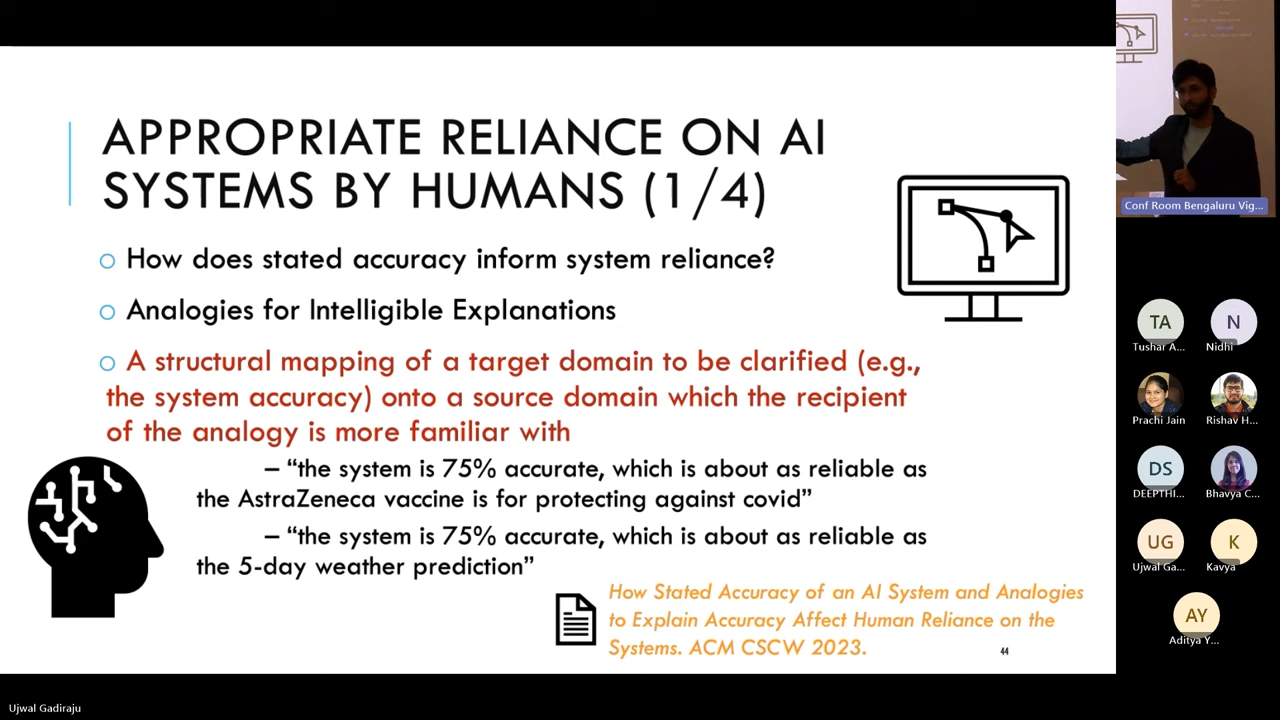 APPROPRIATE RELIANCE ON AI
SYSTEMS BY HUMANS (1/4)
How does stated accuracy inform system reliance?
Analogies for Intelligible Explanations
A structural mapping of a target domain to be clarified (e.g.,
the system accuracy) onto a source domain which the recipient
of the analogy is more familiar with
– “the system is 75% accurate, which is about as reliable as
the AstraZeneca vaccine is for protecting against covid”
– “the system is 75% accurate, which is about as reliable as
the 5-day weather prediction”
How Stated Accuracy of an AI System and Analogies
to Explain Accuracy Affect Human Reliance on the
Systems. ACM CSCW 2023.
44
Conf Room Bengaluru Vig...
TA
Tushar A...
N
Nidhi
Prachi Jain
Rishav H...
DS
DEEPTHI...
Bhavya C...
UG
Ujwal Ga...
K
Kavya
AY
Aditya Y...
Ujwal Gadiraju